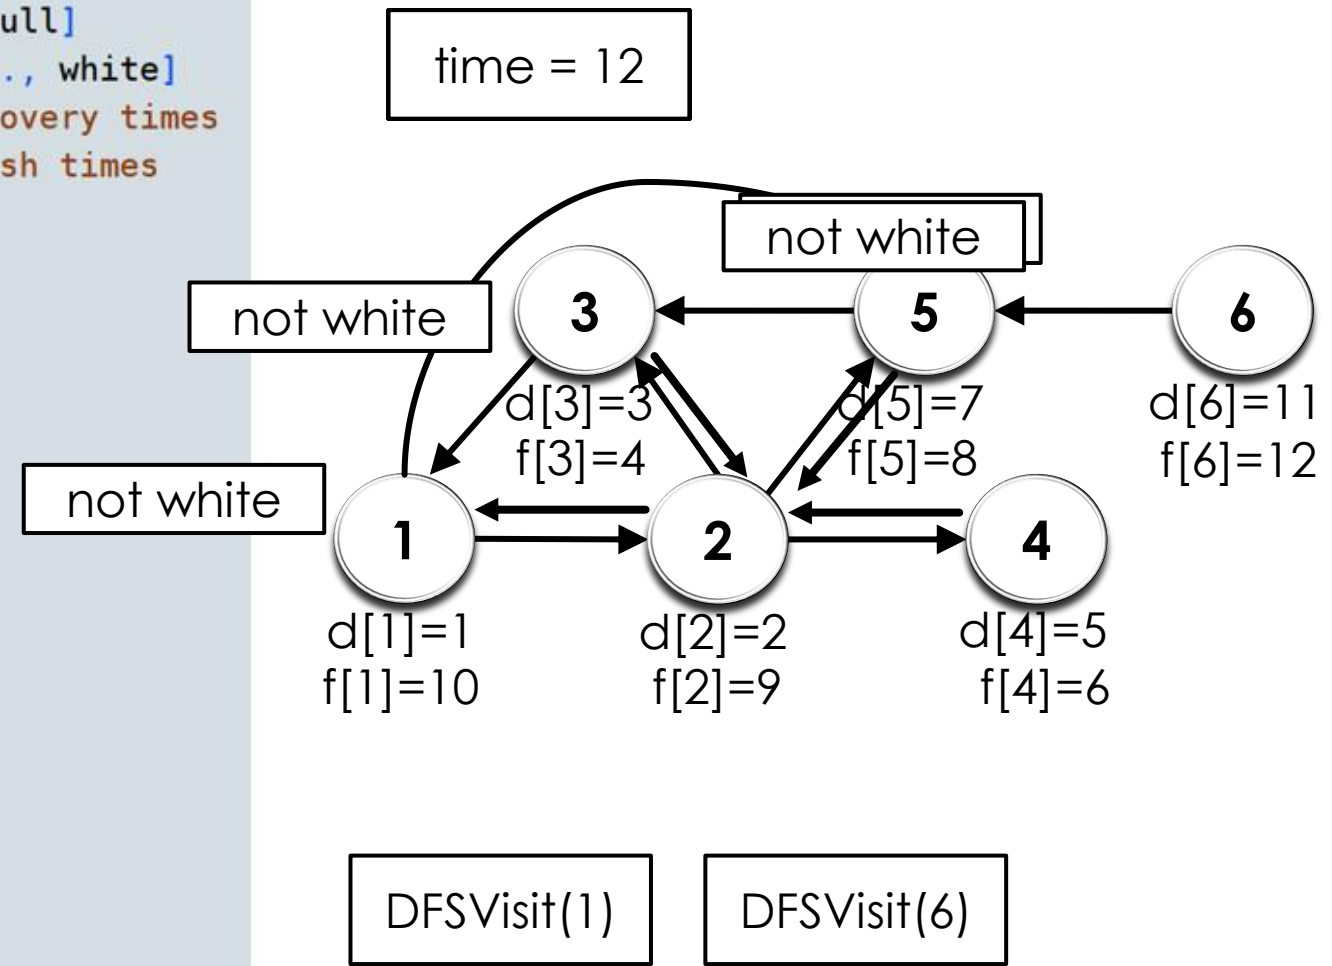 ull]
., white]
overy times
sh times
time = 12
not white
not white
not white
3
5
6
d[3]=3
f[3]=4
d[5]=7
f[5]=8
d[6]=11
f[6]=12
1
2
4
d[1]=1
f[1]=10
d[2]=2
f[2]=9
d[4]=5
f[4]=6
DFSVisit(1)
DFSVisit(6)